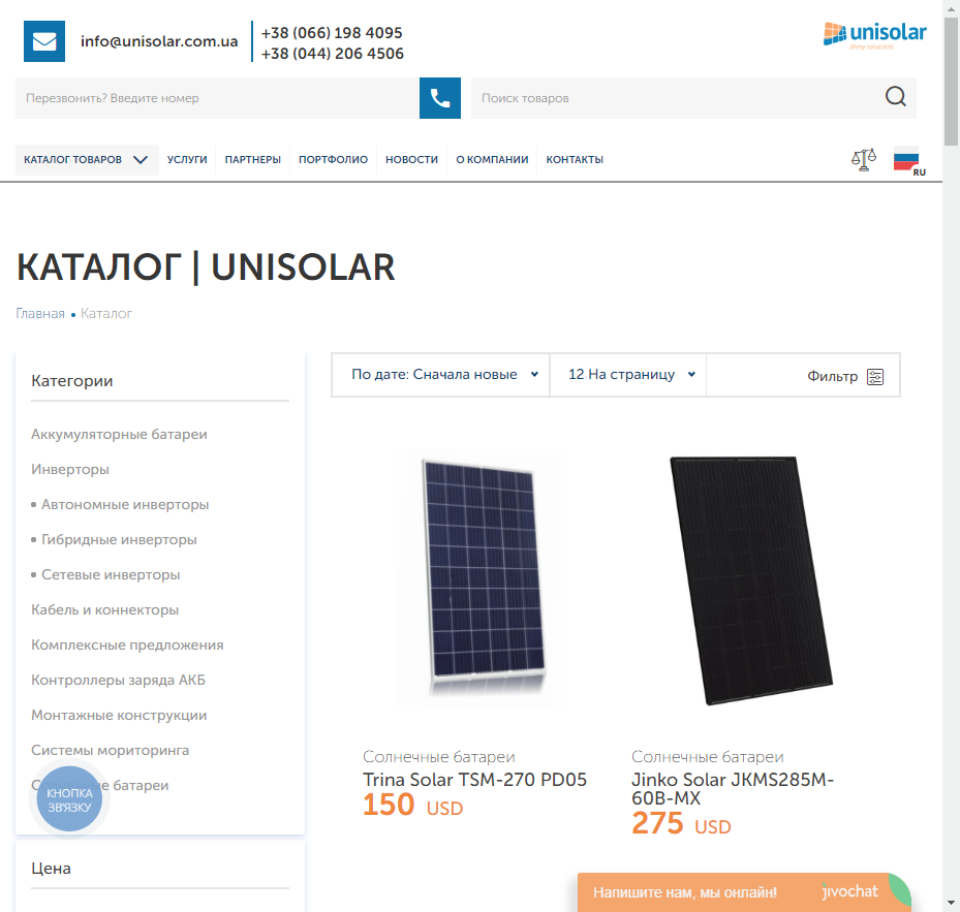 info@unisolar.com.ua
+38 (066) 198 4095
+38 (044) 206 4506
unisolar
shiny solutions
Перезвонить? Введите номер
Поиск товаров
КАТАЛОГ ТОВАРОВ
УСЛУГИ
ПАРТНЕРЫ
ПОРТФОЛИО
НОВОСТИ
О КОМПАНИИ
КОНТАКТЫ
RU
КАТАЛОГ | UNISOLAR
Главная • Каталог
Категории
По дате: Сначала новые
12 На страницу
Фильтр
Аккумуляторные батареи
Инверторы
• Автономные инверторы
• Гибридные инверторы
• Сетевые инверторы
Кабель и коннекторы
Комплексные предложения
Контроллеры заряда АКБ
Монтажные конструкции
Системы мориторинга
Солнечные батареи
КНОПКА
ЗВ'ЯЗКУ
Цена
Солнечные батареи
Trina Solar TSM-270 PD05
150 USD
Солнечные батареи
Jinko Solar JKMS285M-
60B-MX
275 USD
Напишите нам, мы онлайн!
jivochat